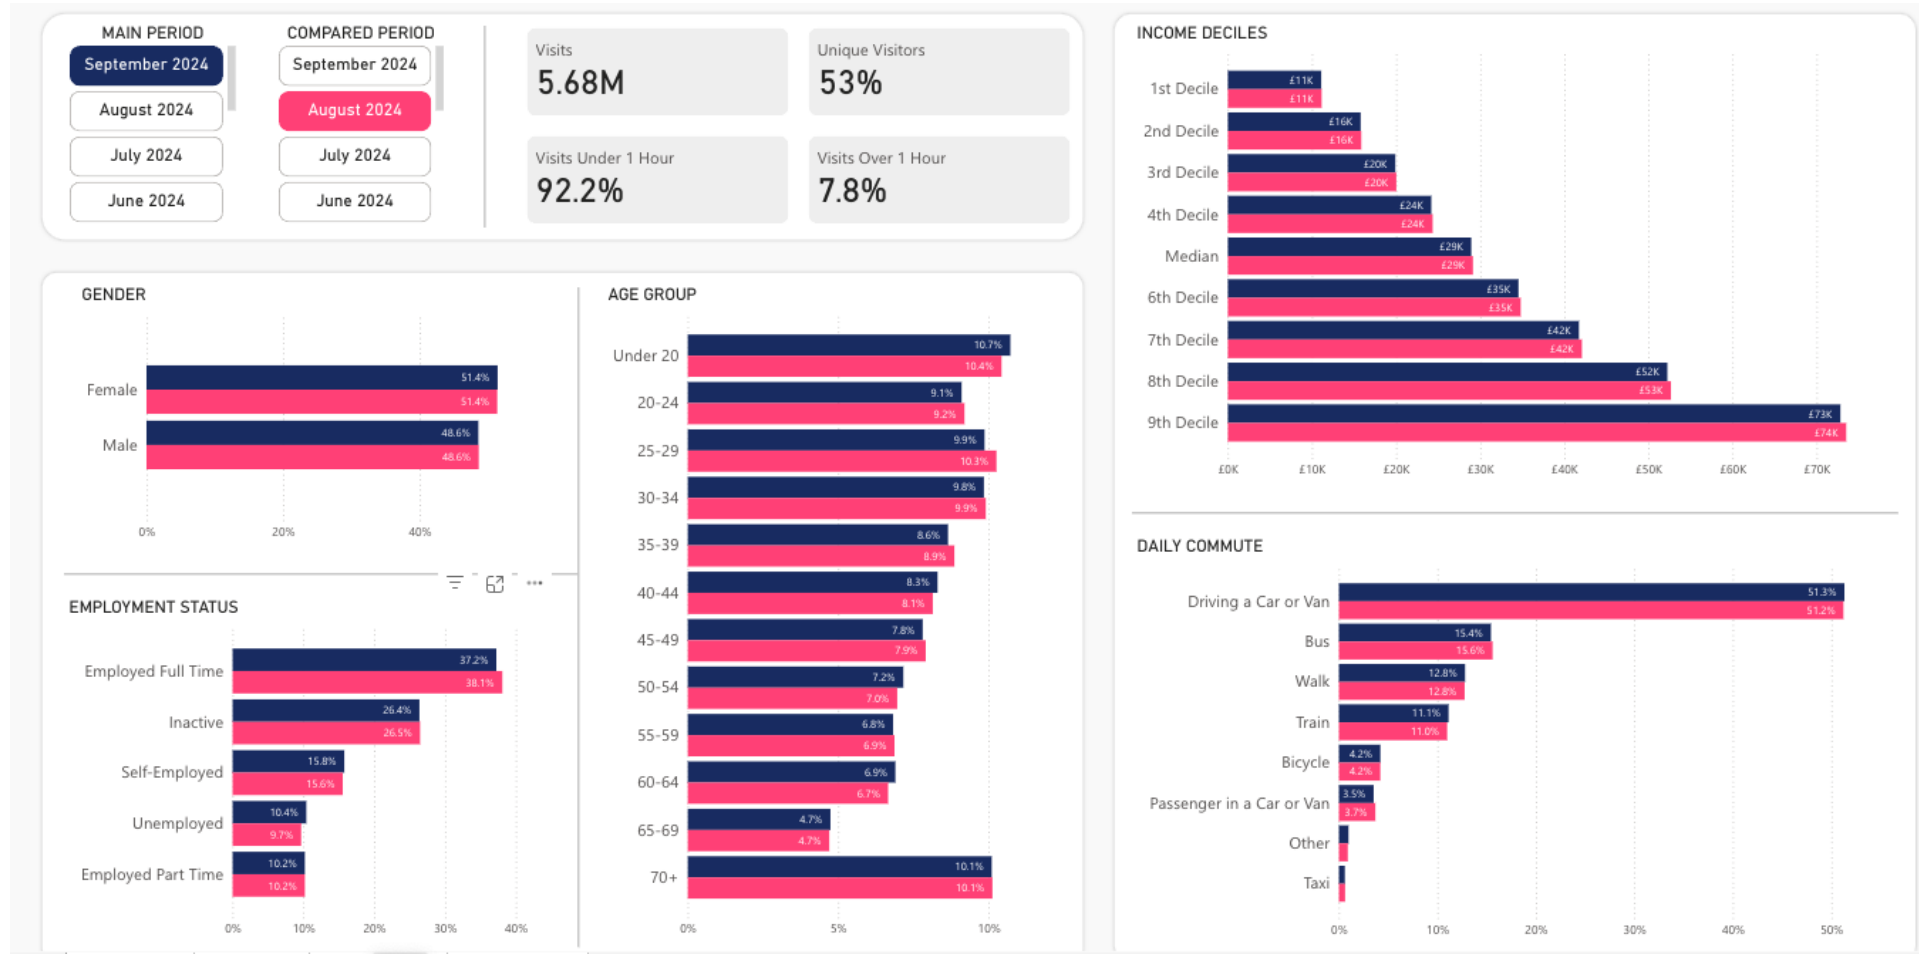 MAIN PERIOD
September 2024
August 2024
July 2024
June 2024
COMPARED PERIOD
September 2024
August 2024
July 2024
June 2024
Visits
5.68M
Unique Visitors
53%
Visits Under 1 Hour
92.2%
Visits Over 1 Hour
7.8%
GENDER
Female 51.4%
51.4%
Male 48.6%
48.6%
0% 20% 40%
EMPLOYMENT STATUS
Employed Full Time 37.2%
38.1%
Inactive 26.4%
26.5%
Self-Employed 15.8%
15.6%
Unemployed 10.4%
9.7%
Employed Part Time 10.2%
10.2%
0% 10% 20% 30% 40%
AGE GROUP
Under 20 10.7%
10.4%
20-24 9.1%
9.2%
25-29 9.9%
10.3%
30-34 9.8%
9.9%
35-39 8.6%
8.9%
40-44 8.3%
8.1%
45-49 7.8%
7.9%
50-54 7.2%
7.0%
55-59 6.8%
6.9%
60-64 6.9%
6.7%
65-69 4.7%
4.7%
70+ 10.1%
10.1%
0% 5% 10%
INCOME DECILES
1st Decile £11K
£11K
2nd Decile £16K
£16K
3rd Decile £20K
£20K
4th Decile £24K
£24K
Median £29K
£29K
6th Decile £35K
£35K
7th Decile £42K
£42K
8th Decile £52K
£53K
9th Decile £73K
£74K
£0K £10K £20K £30K £40K £50K £60K £70K
DAILY COMMUTE
Driving a Car or Van 51.3%
51.2%
Bus 15.4%
15.6%
Walk 12.8%
12.8%
Train 11.1%
11.0%
Bicycle 4.2%
4.2%
Passenger in a Car or Van 3.5%
3.7%
Other
Taxi
0% 10% 20% 30% 40% 50%